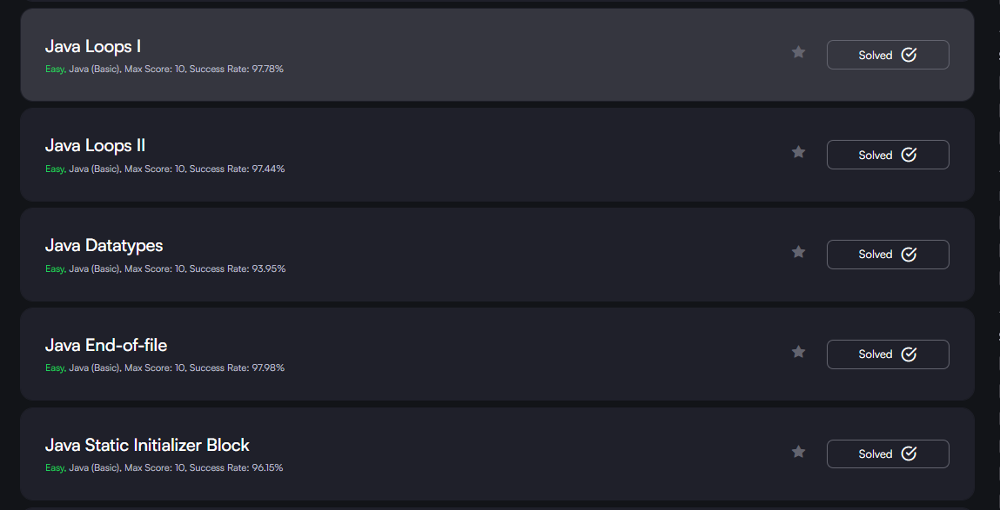 Java Loops I
Easy, Java (Basic), Max Score: 10, Success Rate: 97.78%
Solved
Java Loops II
Easy, Java (Basic), Max Score: 10, Success Rate: 97.44%
Solved
Java Datatypes
Easy, Java (Basic), Max Score: 10, Success Rate: 93.95%
Solved
Java End-of-file
Easy, Java (Basic), Max Score: 10, Success Rate: 97.98%
Solved
Java Static Initializer Block
Easy, Java (Basic), Max Score: 10, Success Rate: 96.15%
Solved